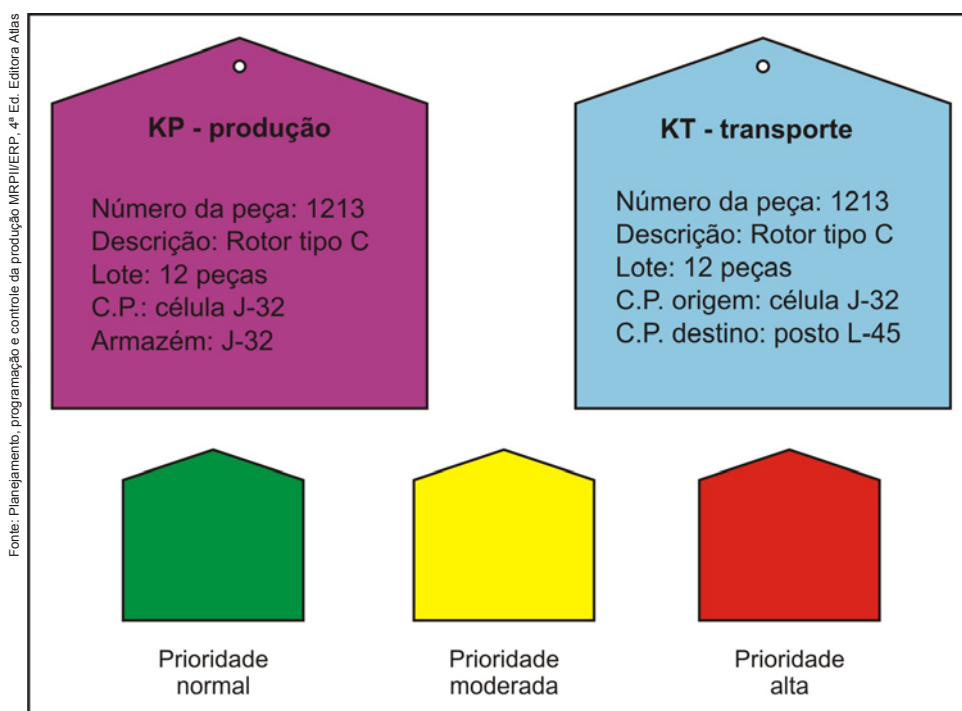 Fonte: Planejamento, programação e controle da produção MRPII/ERP, 4ª Ed. Editora Atlas
KP - produção
Número da peça: 1213
Descrição: Rotor tipo C
Lote: 12 peças
C.P.: célula J-32
Armazém: J-32
KT - transporte
Número da peça: 1213
Descrição: Rotor tipo C
Lote: 12 peças
C.P. origem: célula J-32
C.P. destino: posto L-45
Prioridade
normal
Prioridade
moderada
Prioridade
alta